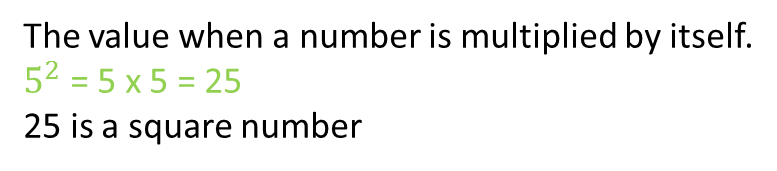 The value when a number is multiplied by itself.
5² = 5 x 5 = 25
25 is a square number